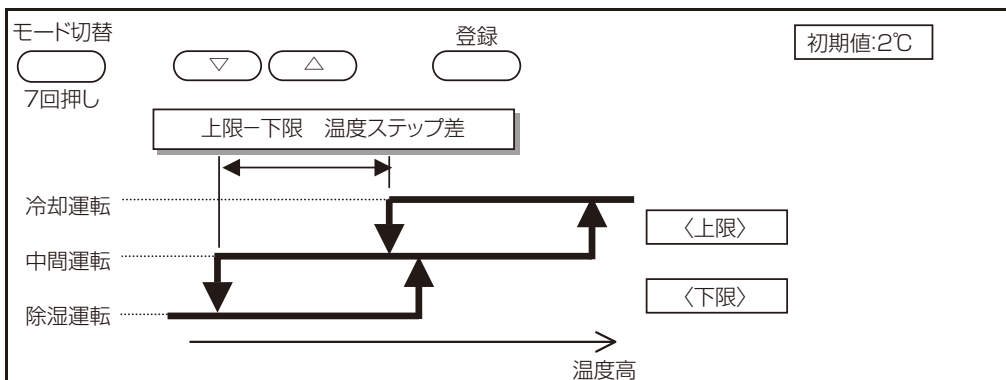 モード切替
登録
初期値:2℃
▽ △
7回押し
上限ー下限 温度ステップ差
冷却運転
〈上限〉
中間運転
〈下限〉
除湿運転
温度高